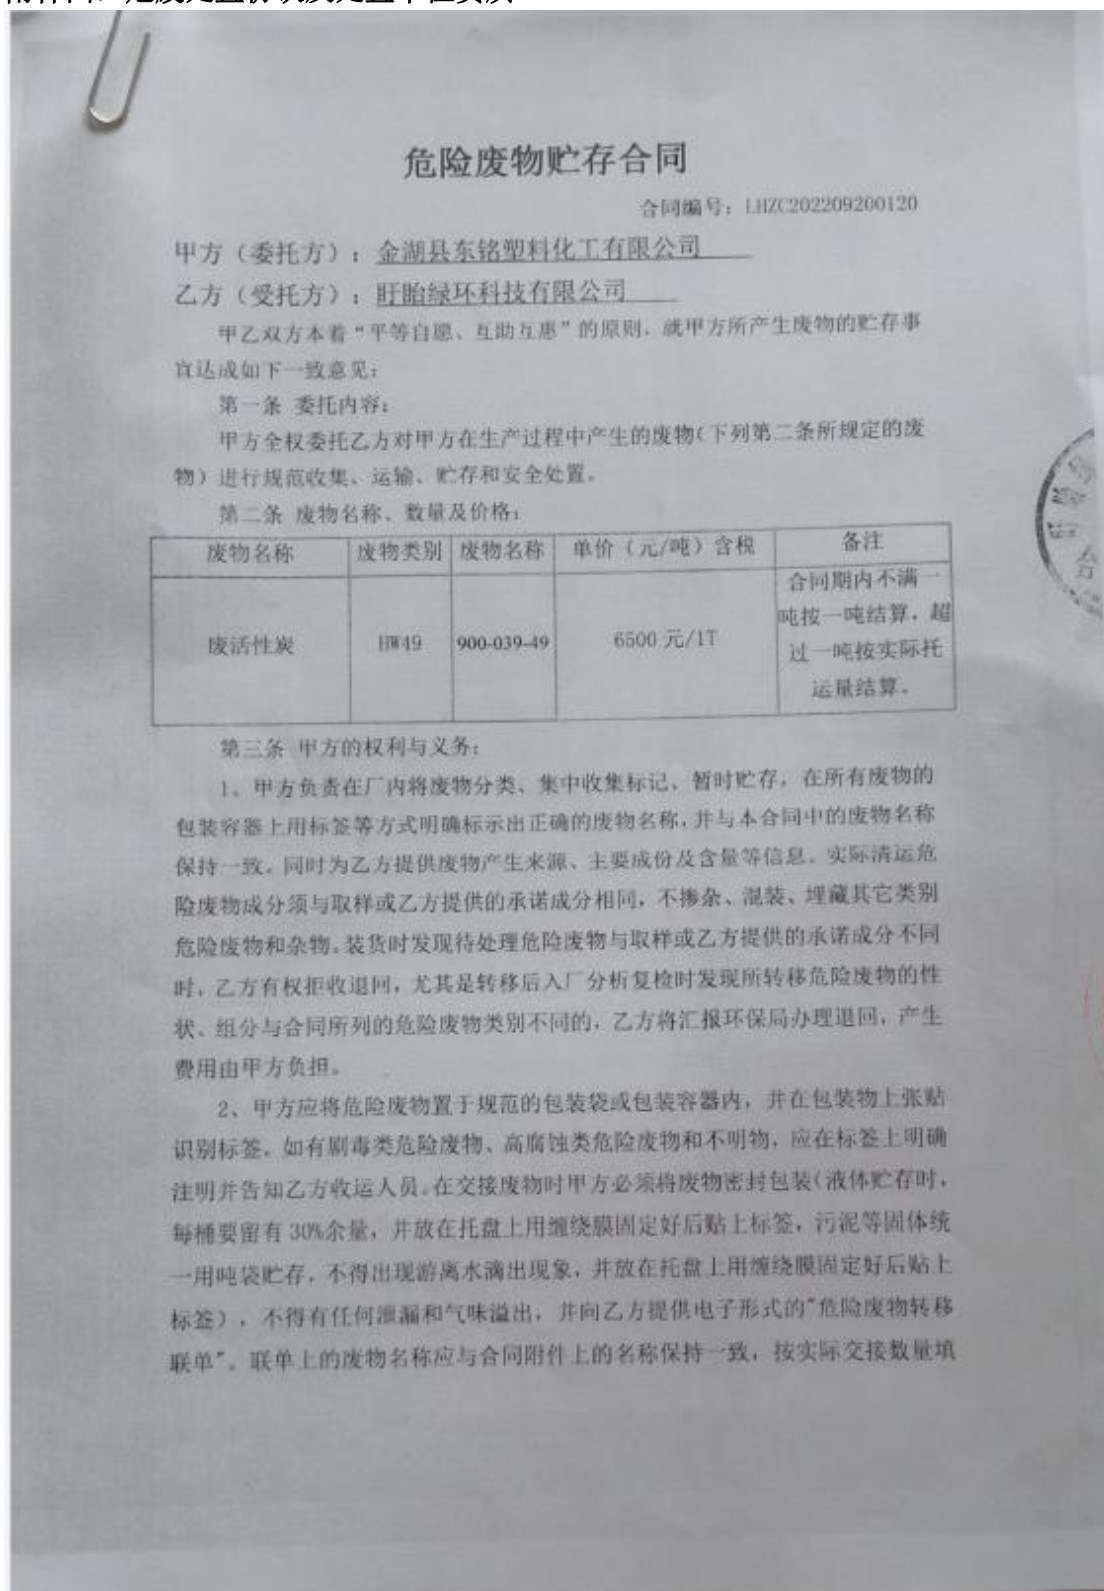 危险废物贮存合同
合同编号：LHZC202209200120
甲方（委托方）：金湖县东铭塑料化工有限公司
乙方（受托方）：盱眙绿环科技有限公司
甲乙双方本着“平等自愿、互助互惠”的原则，就甲方所产生废物的贮存事
宜达成如下一致意见：
第一条 委托内容：
甲方全权委托乙方对甲方在生产过程中产生的废物（下列第二条所规定的废
物）进行规范收集、运输、贮存和安全处置。
第二条 废物名称、数量及价格：
废物名称 废物类别 废物名称 单价（元/吨）含税 备注
废活性炭 HW49 900-039-49 6500 元/1T
合同期内不满一
吨按一吨结算，超
过一吨按实际托
运量结算。
第三条 甲方的权利与义务：
1、甲方负责在厂内将废物分类、集中收集标记、暂时贮存，在所有废物的
包装容器上用标签等方式明确标示出正确的废物名称，并与本合同中的废物名称
保持一致。同时为乙方提供废物产生来源、主要成份及含量等信息。实际清运危
险废物成分须与取样或乙方提供的承诺成分相同，不掺杂、混装、埋藏其它类别
危险废物和杂物。装货时发现待处理危险废物与取样或乙方提供的承诺成分不同
时，乙方有权拒收退回，尤其是转移后入厂分析复检时发现所转移危险废物的性
状、组分与合同所列的危险废物类别不同的，乙方将汇报环保局办理退回，产生
费用由甲方负担。
2、甲方应将危险废物置于规范的包装袋或包装容器内，并在包装物上张贴
识别标签。如有剧毒类危险废物、高腐蚀类危险废物和不明物，应在标签上明确
注明并告知乙方收运人员。在交接废物时甲方必须将废物密封包装（液体贮存时，
每桶要留有 30%余量，并放在托盘上用缠绕膜固定好后贴上标签，污泥等固体统
一用吨袋贮存，不得出现游离水滴出现象，并放在托盘上用缠绕膜固定好后贴上
标签），不得有任何泄漏和气味溢出，并向乙方提供电子形式的"危险废物转移
联单"。联单上的废物名称应与合同附件上的名称保持一致，按实际交接数量填